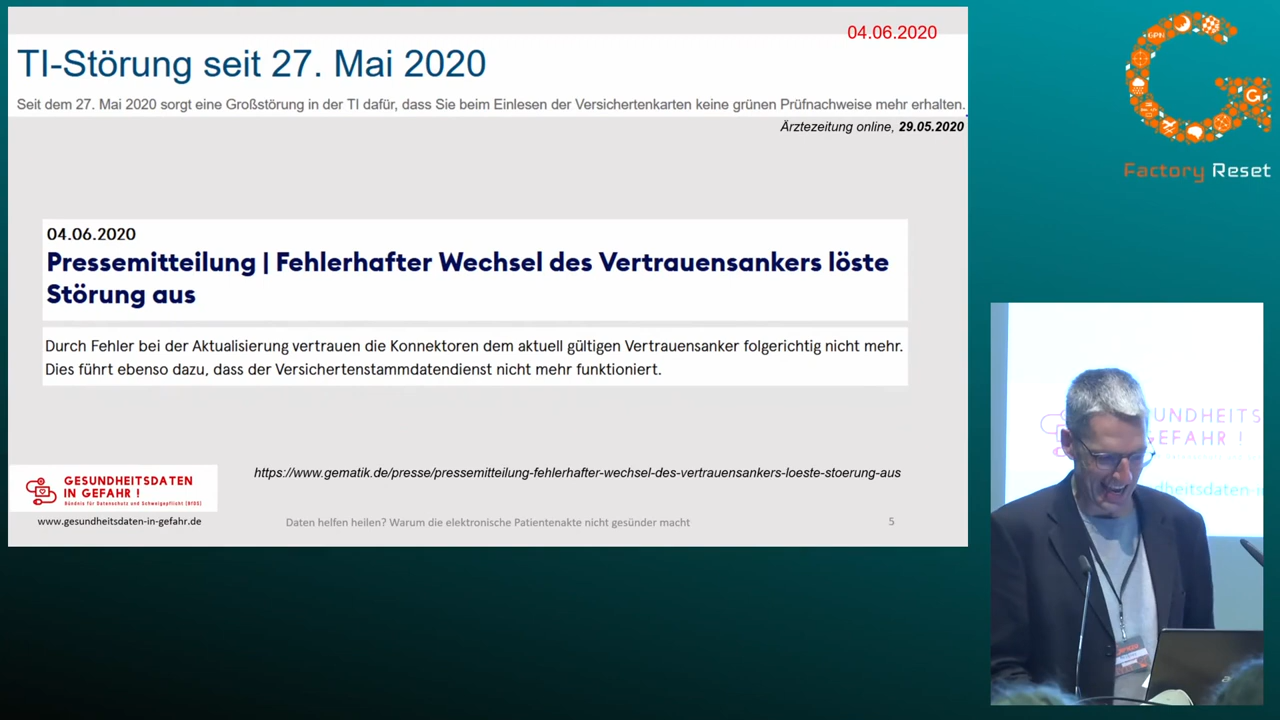 04.06.2020
TI-Störung seit 27. Mai 2020
Seit dem 27. Mai 2020 sorgt eine Großstörung in der TI dafür, dass Sie beim Einlesen der Versichertenkarten keine grünen Prüfnachweise mehr erhalten.
Ärztezeitung online, 29.05.2020
04.06.2020
Pressemitteilung | Fehlerhafter Wechsel des Vertrauensankers löste
Störung aus
Durch Fehler bei der Aktualisierung vertrauen die Konnektoren dem aktuell gültigen Vertrauensanker folgerichtig nicht mehr.
Dies führt ebenso dazu, dass der Versichertenstammdatendienst nicht mehr funktioniert.
https://www.gematik.de/presse/pressemitteilung-fehlerhafter-wechsel-des-vertrauensankers-loeste-stoerung-aus
GESUNDHEITSDATEN
IN GEFAHR !
Bündnis für Datenschutz und Schweigepflicht (BfDS)
www.gesundheitsdaten-in-gefahr.de
Daten helfen heilen? Warum die elektronische Patientenakte nicht gesünder macht
5
GPN
G
Factory Reset
UNDHEITS
GEFAHR !
dheitsdaten-in